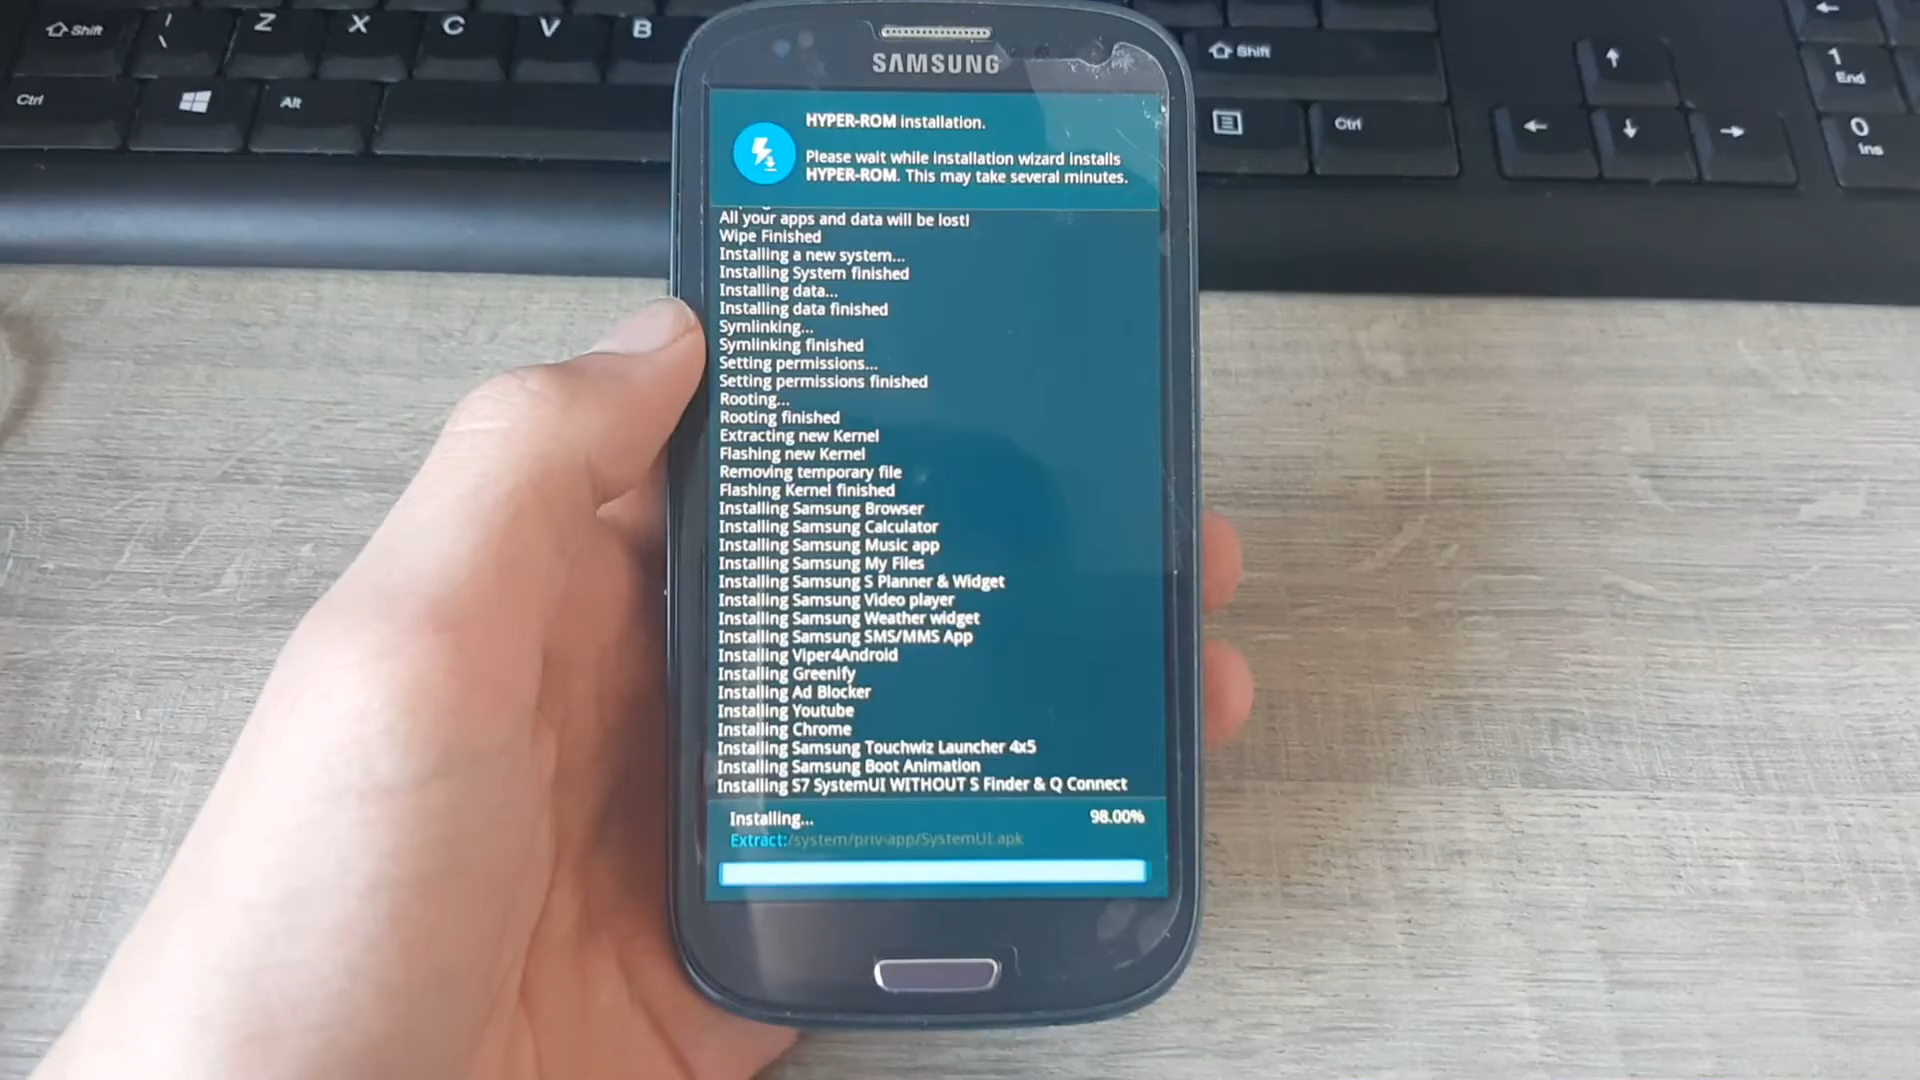 Shift
Z
X
C
V
B
Shift
1
End
Ctrl
Alt
Ctrl
0
Ins
SAMSUNG
HYPER-ROM installation.
Please wait while installation wizard installs
HYPER-ROM. This may take several minutes.
All your apps and data will be lost!
Wipe Finished
Installing a new system...
Installing System finished
Installing data...
Installing data finished
Symlinking...
Symlinking finished
Setting permissions...
Setting permissions finished
Rooting...
Rooting finished
Extracting new Kernel
Flashing new Kernel
Removing temporary file
Flashing Kernel finished
Installing Samsung Browser
Installing Samsung Calculator
Installing Samsung Music app
Installing Samsung My Files
Installing Samsung S Planner & Widget
Installing Samsung Video player
Installing Samsung Weather widget
Installing Samsung SMS/MMS App
Installing Viper4Android
Installing Greenify
Installing Ad Blocker
Installing Youtube
Installing Chrome
Installing Samsung Touchwiz Launcher 4x5
Installing Samsung Boot Animation
Installing S7 SystemUI WITHOUT S Finder & Q Connect
Installing... 98.00%
Extract:/system/priv-app/SystemUI.apk